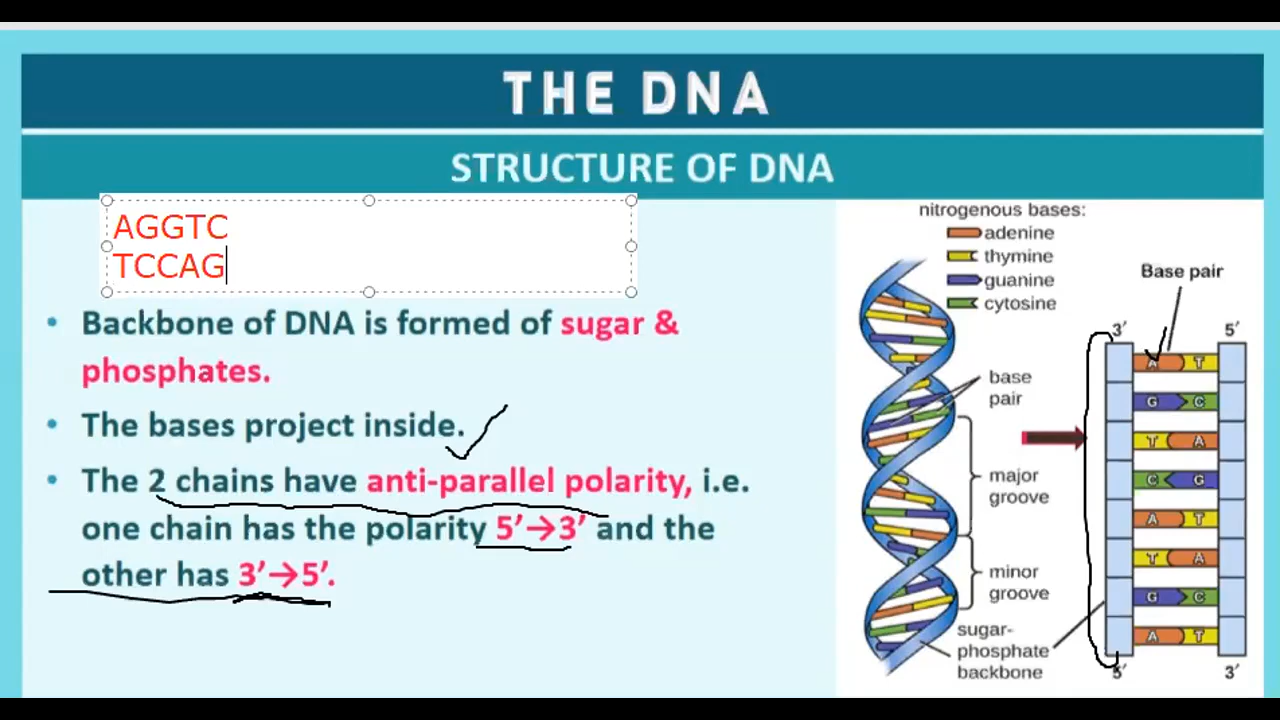 THE DNA
STRUCTURE OF DNA
AGGTC
TCCAG
• Backbone of DNA is formed of sugar &
phosphates.
• The bases project inside.
• The 2 chains have anti-parallel polarity, i.e.
one chain has the polarity 5’→3’ and the
other has 3’→5’.
nitrogenous bases:
adenine
thymine
guanine
cytosine
base
pair
major
groove
minor
groove
sugar-
phosphate
backbone
Base pair
3′ 5′
A T
G C
T A
C G
A T
T A
G C
A T
5′ 3′